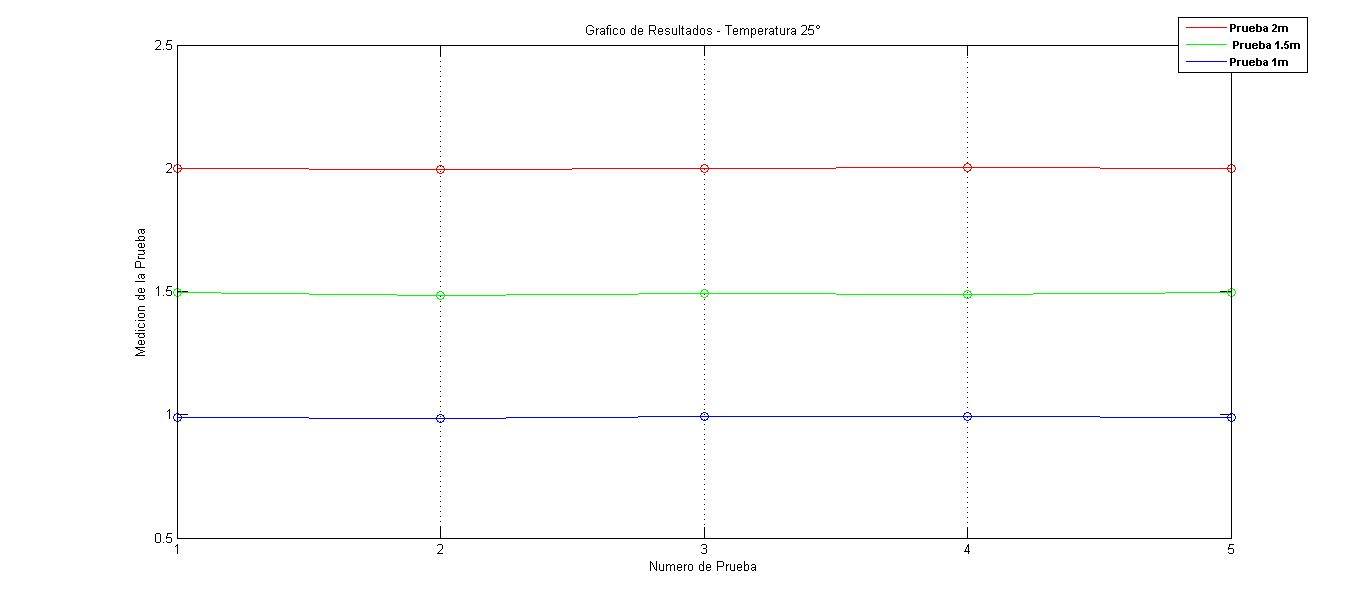 Grafico de Resultados - Temperatura 25°
Prueba 2m
Prueba 1.5m
Prueba 1m
2.5
2
1.5
1
0.5
Medicion de la Prueba
1 2 3 4 5
Numero de Prueba